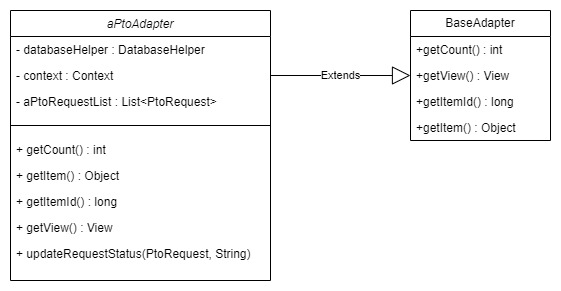 aPtoAdapter
- databaseHelper : DatabaseHelper
- context : Context
- aPtoRequestList : List<PtoRequest>
+ getCount() : int
+ getItem() : Object
+ getItemId() : long
+ getView() : View
+ updateRequestStatus(PtoRequest, String)
Extends
BaseAdapter
+getCount() : int
+getView() : View
+getItemId() : long
+getItem() : Object